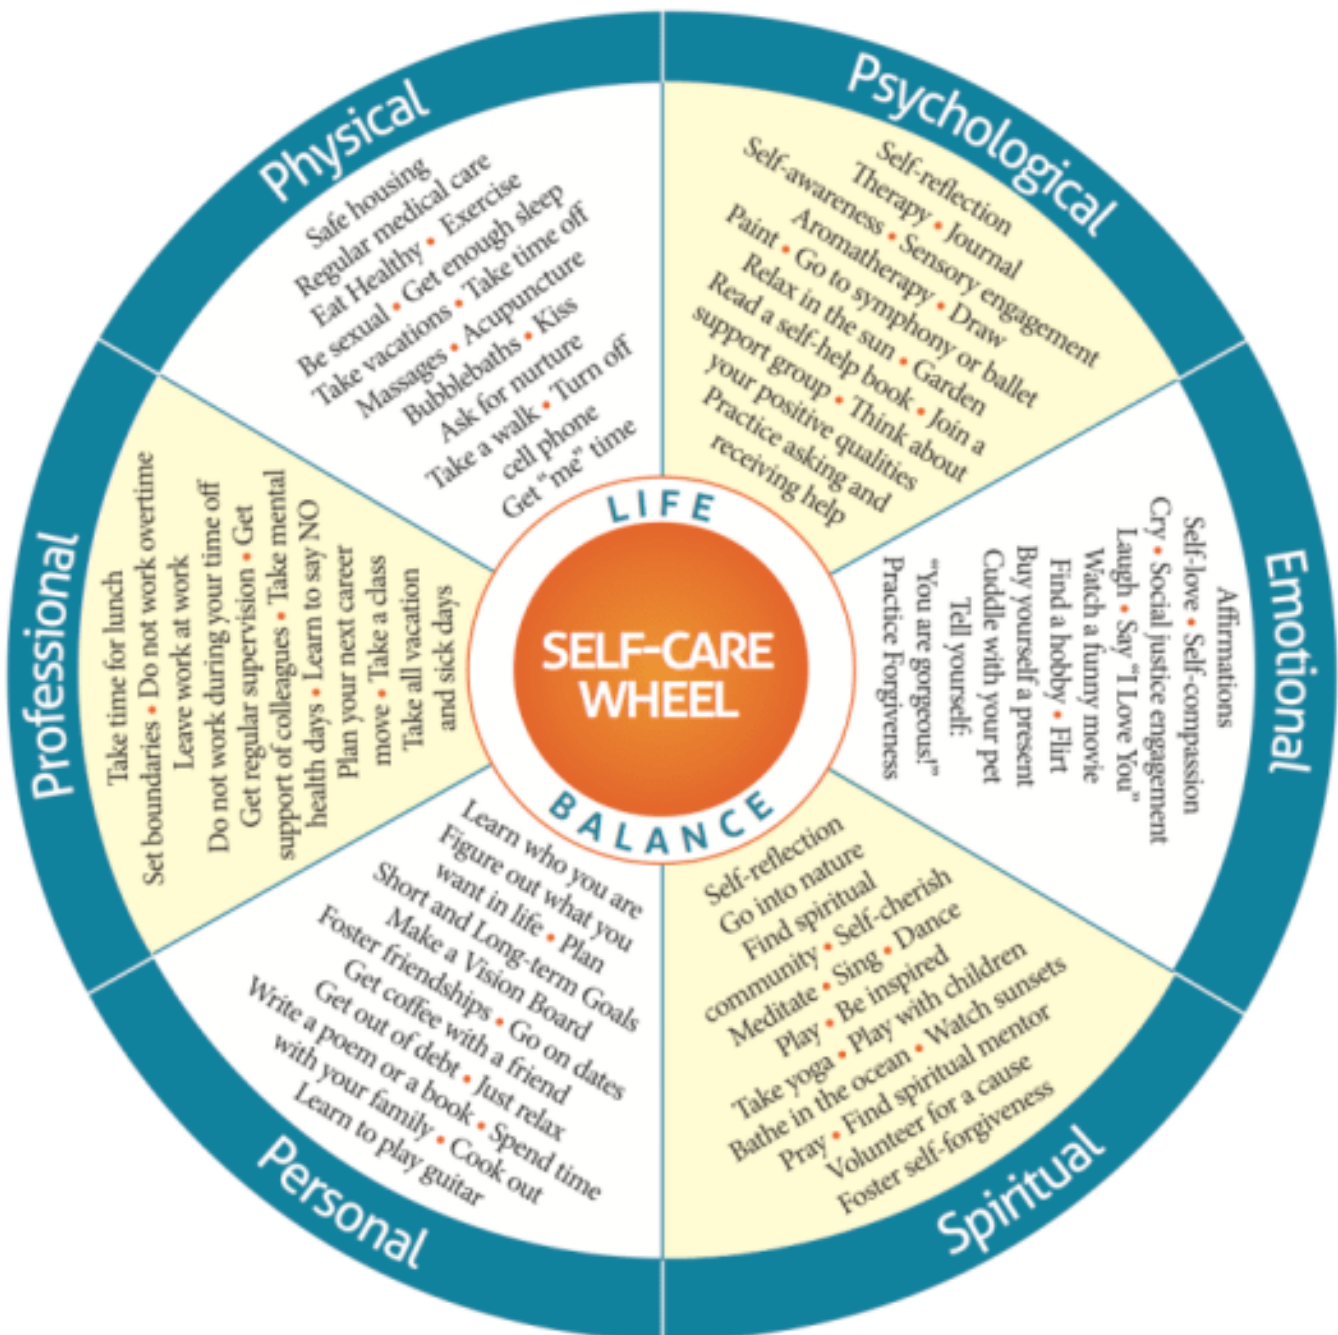 SELF-CARE
WHEEL
LIFE
BALANCE
Physical
Safe housing
Regular medical care
Eat Healthy • Exercise
Be sexual • Get enough sleep
Take vacations • Take time off
Massages • Acupuncture
Bubblebaths • Kiss
Ask for nurture
Take a walk • Turn off
cell phone
Get "me" time
Psychological
Self-reflection
Therapy • Journal
Self-awareness • Sensory engagement
Aromatherapy • Draw
Paint • Go to symphony or ballet
Relax in the sun • Garden
Read a self-help book • Join a
support group • Think about
your positive qualities
Practice asking and
receiving help
Emotional
Affirmations
Self-love • Self-compassion
Cry • Social justice engagement
Laugh • Say "I Love You"
Watch a funny movie
Find a hobby • Flirt
Buy yourself a present
Cuddle with your pet
Tell yourself:
"You are gorgeous!"
Practice Forgiveness
Spiritual
Self-reflection
Go into nature
Find spiritual
community • Self-cherish
Meditate • Sing • Dance
Play • Be inspired
Take yoga • Play with children
Bathe in the ocean • Watch sunsets
Pray • Find spiritual mentor
Volunteer for a cause
Foster self-forgiveness
Personal
Learn who you are
Figure out what you
want in life • Plan
Short and Long-term Goals
Make a Vision Board
Foster friendships • Go on dates
Get coffee with a friend
Get out of debt • Just relax
Write a poem or a book • Spend time
with your family • Cook out
Learn to play guitar
Professional
Take time for lunch
Set boundaries • Do not work overtime
Leave work at work
Do not work during your time off
Get regular supervision • Get
support of colleagues • Take mental
health days • Learn to say NO
Plan your next career
move • Take a class
Take all vacation
and sick days